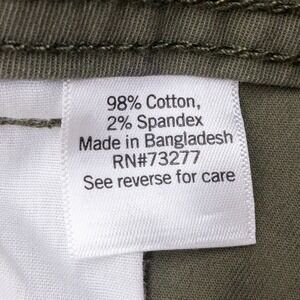 98% Cotton,
2% Spandex
Made in Bangladesh
RN#73277
See reverse for care